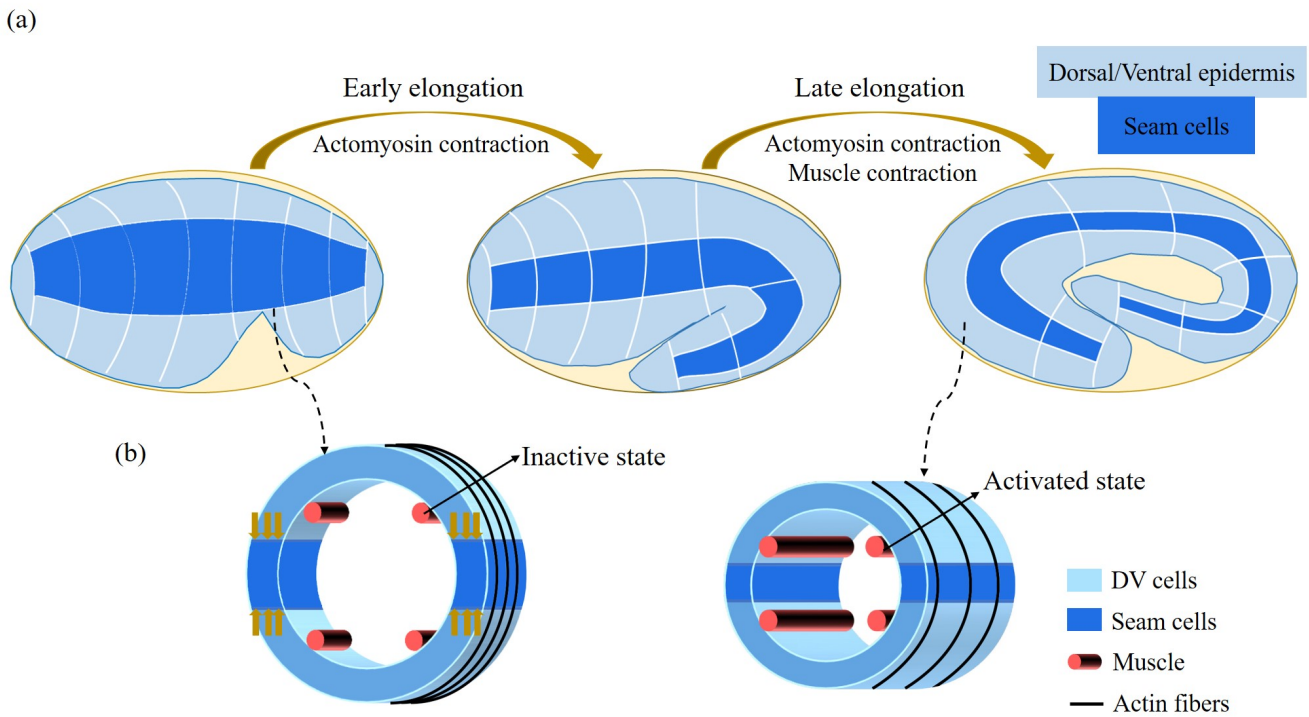 (a)
Early elongation
Actomyosin contraction
Late elongation
Actomyosin contraction
Muscle contraction
Dorsal/Ventral epidermis
Seam cells
(b)
Inactive state
Activated state
DV cells
Seam cells
Muscle
Actin fibers